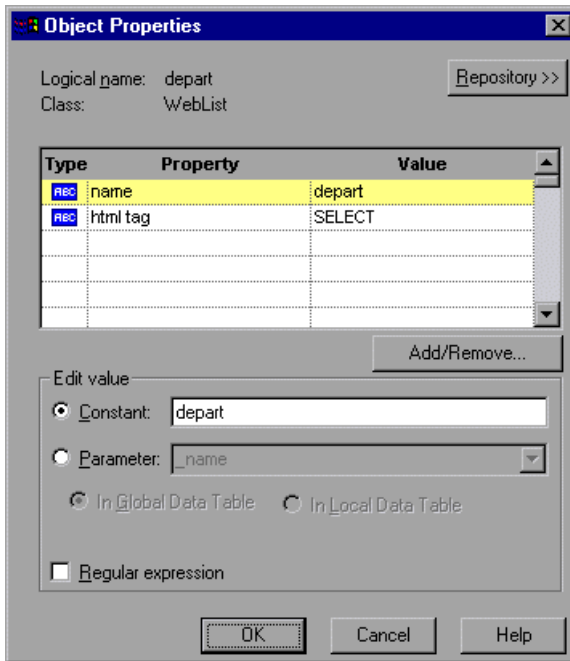 Object Properties
Logical name: depart
Repository >>
Class: WebList
Type Property Value
ABC name depart
ABC html tag SELECT
Add/Remove...
Edit value
Constant: depart
Parameter: _name
In Global Data Table In Local Data Table
Regular expression
OK Cancel Help